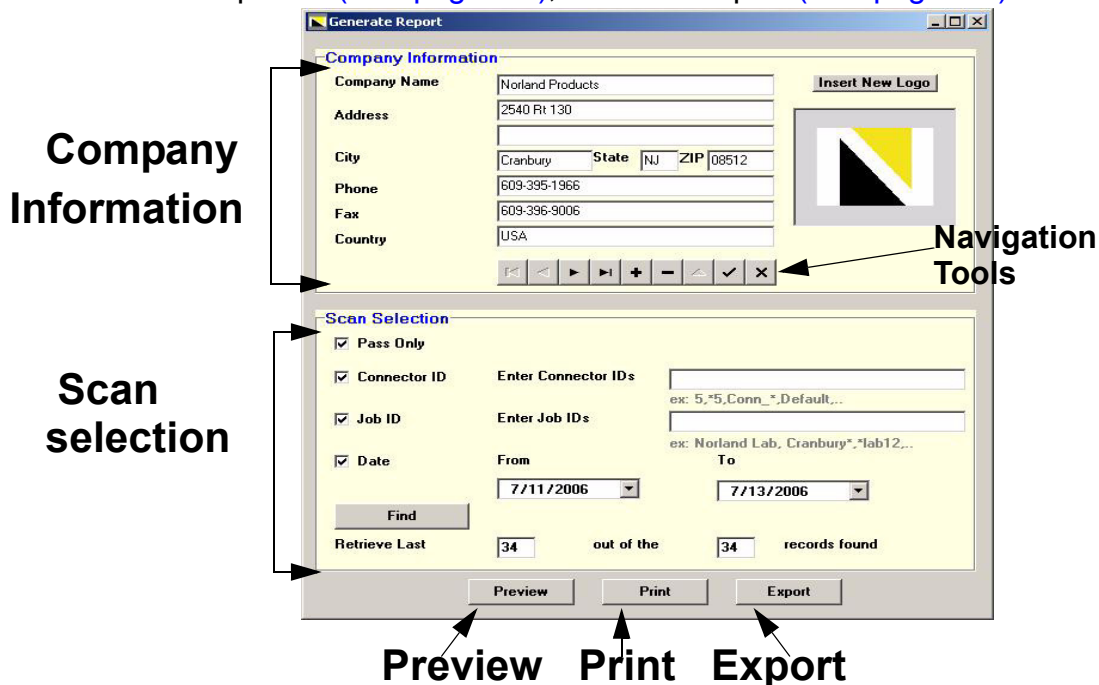 Generate Report
Company Information
Company Name Norland Products Insert New Logo
Address 2540 Rt 130
City Cranbury State NJ ZIP 08512
Phone 609-395-1966
Fax 609-396-9006
Country USA
Company
Information
Navigation
Tools
Scan Selection
Pass Only
Connector ID Enter Connector IDs
ex: 5,*5,Conn_*,Default,..
Job ID Enter Job IDs
ex: Norland Lab, Cranbury*,*lab12,..
Date From To
7/11/2006 7/13/2006
Find
Retrieve Last 34 out of the 34 records found
Scan
selection
Preview Print Export
Preview Print Export